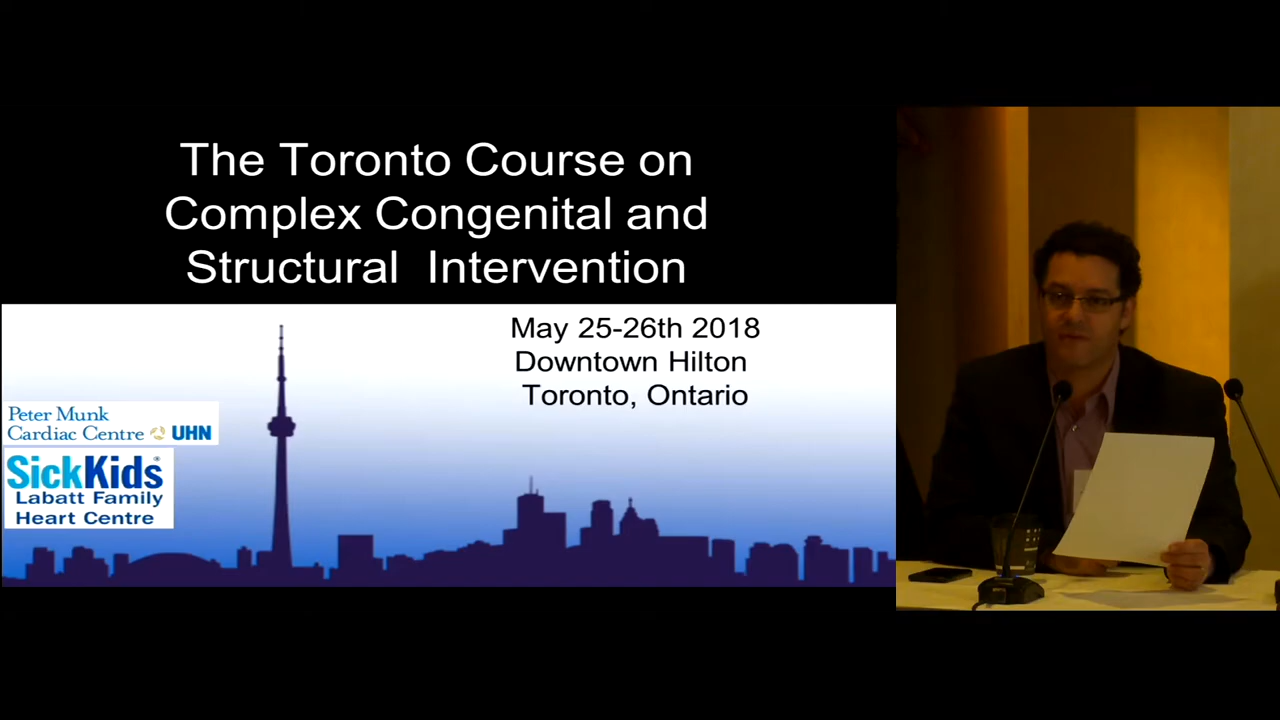 The Toronto Course on
Complex Congenital and
Structural Intervention
May 25-26th 2018
Downtown Hilton
Toronto, Ontario
Peter Munk
Cardiac Centre UHN
SickKids®
Labatt Family
Heart Centre